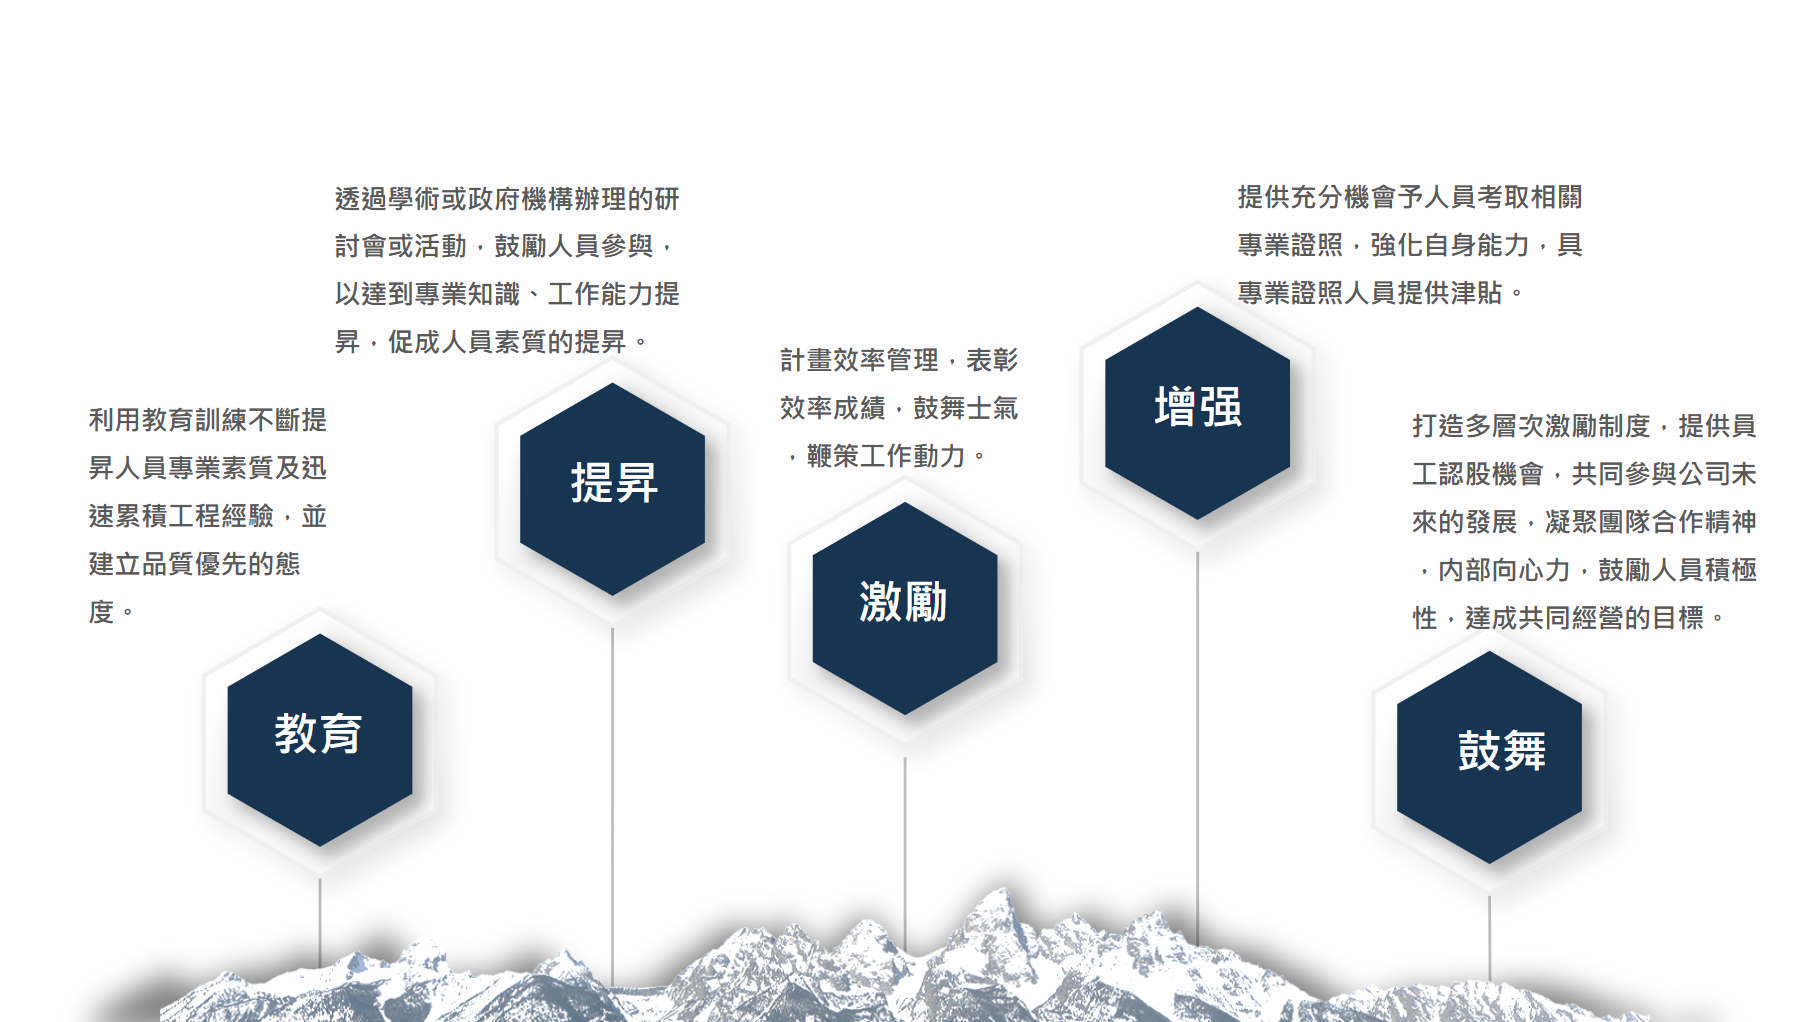 透過學術或政府機構辦理的研
討會或活動，鼓勵人員參與，
以達到專業知識、工作能力提
昇，促成人員素質的提昇。
提供充分機會予人員考取相關
專業證照，強化自身能力，具
專業證照人員提供津貼。
計畫效率管理，表彰
效率成績，鼓舞士氣
，鞭策工作動力。
利用教育訓練不斷提
昇人員專業素質及迅
速累積工程經驗，並
建立品質優先的態
度。
打造多層次激勵制度，提供員
工認股機會，共同參與公司未
來的發展，凝聚團隊合作精神
，內部向心力，鼓勵人員積極
性，達成共同經營的目標。
增强
提昇
激勵
教育
鼓舞